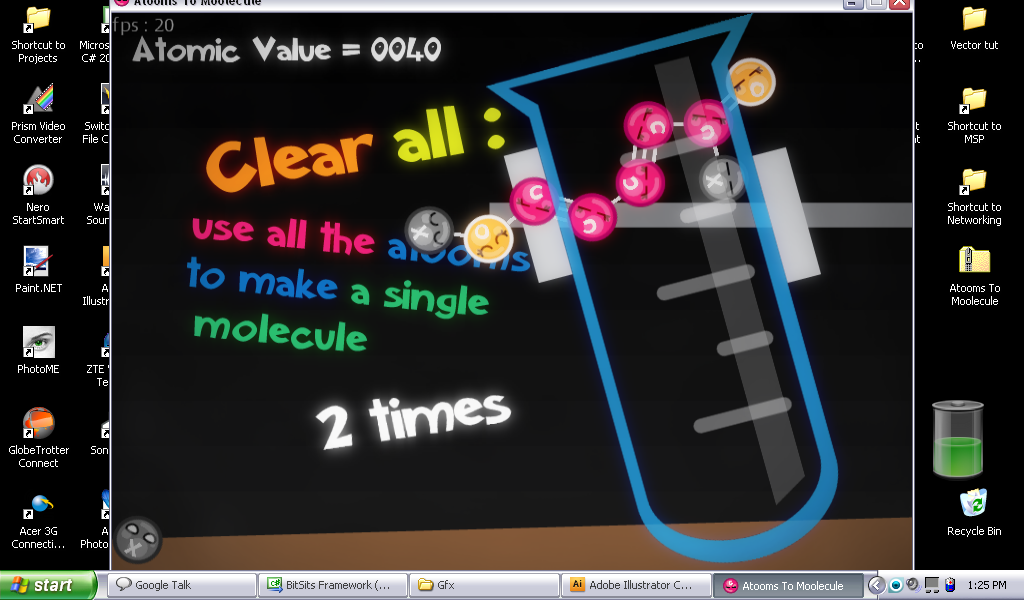 Atooms To Moolecule
fps : 20
Atomic Value = 0040
Clear all :
use all the atooms
to make a single
molecule
2 times
Shortcut to
Projects
Prism Video
Converter
Nero
StartSmart
Paint.NET
PhotoME
GlobeTrotter
Connect
Acer 3G
Connecti...
Micros
C# 20
Switc
File C
Wa
Soun
A
Illustr
ZTE
Te
Son
A
Photo
Vector tut
Shortcut to
MSP
Shortcut to
Networking
Atooms To
Moolecule
Recycle Bin
X
O
C
C
C
C
C
X
O
X
start
Google Talk
BitSits Framework (...
Gfx
Ai
Adobe Illustrator C...
Atooms To Moolecule
1:25 PM